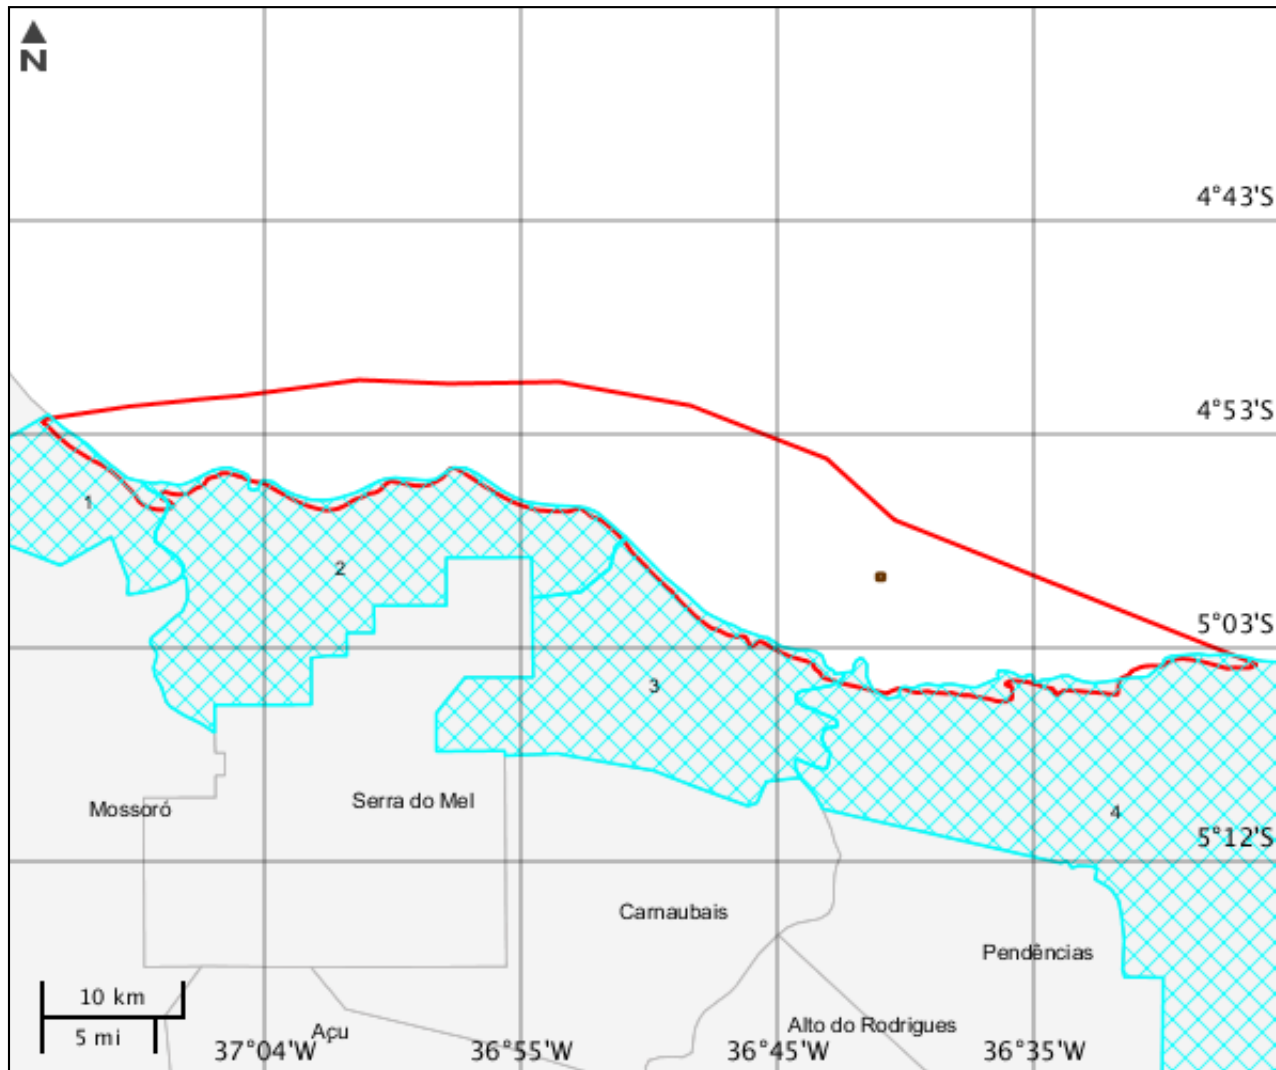 N
4°43'S
4°53'S
1
2
5°03'S
3
Mossoró
Serra do Mel
4
5°12'S
Carnaubais
Pendências
10 km
5 mi
Açu
Alto do Rodrigues
37°04'W
36°55'W
36°45'W
36°35'W